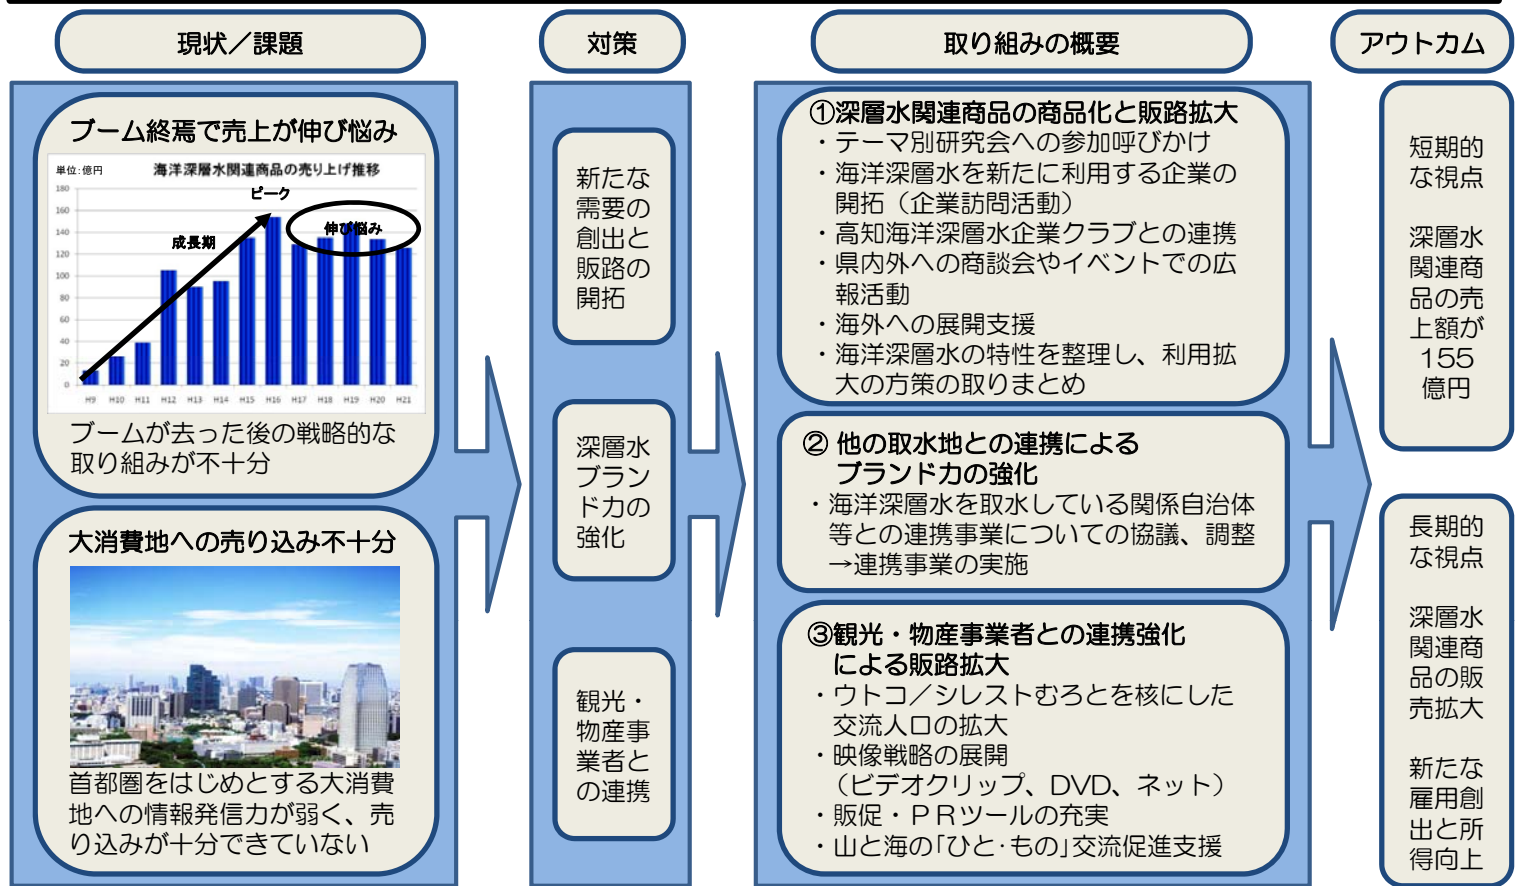 現状／課題
対策
取り組みの概要
アウトカム
ブーム終焉で売上が伸び悩み
単位:億円
海洋深層水関連商品の売り上げ推移
180
160
140
120
100
80
60
40
20
0
ピーク
成長期
伸び悩み
H9 H10 H11 H12 H13 H14 H15 H16 H17 H18 H19 H20 H21
ブームが去った後の戦略的な
取り組みが不十分
大消費地への売り込み不十分
首都圏をはじめとする大消費
地への情報発信力が弱く、売
り込みが十分できていない
新たな
需要の
創出と
販路の
開拓
深層水
ブラン
ド力の
強化
観光・
物産事
業者と
の連携
①深層水関連商品の商品化と販路拡大
・テーマ別研究会への参加呼びかけ
・海洋深層水を新たに利用する企業の
開拓（企業訪問活動）
・高知海洋深層水企業クラブとの連携
・県内外への商談会やイベントでの広
報活動
・海外への展開支援
・海洋深層水の特性を整理し、利用拡
大の方策の取りまとめ
② 他の取水地との連携による
ブランド力の強化
・海洋深層水を取水している関係自治体
等との連携事業についての協議、調整
→連携事業の実施
③観光・物産事業者との連携強化
による販路拡大
・ウトコ／シレストむろとを核にした
交流人口の拡大
・映像戦略の展開
（ビデオクリップ、DVD、ネット）
・販促・ＰＲツールの充実
・山と海の｢ひと･もの｣交流促進支援
短期的
な視点
深層水
関連商
品の売
上額が
155
億円
長期的
な視点
深層水
関連商
品の販
売拡大
新たな
雇用創
出と所
得向上